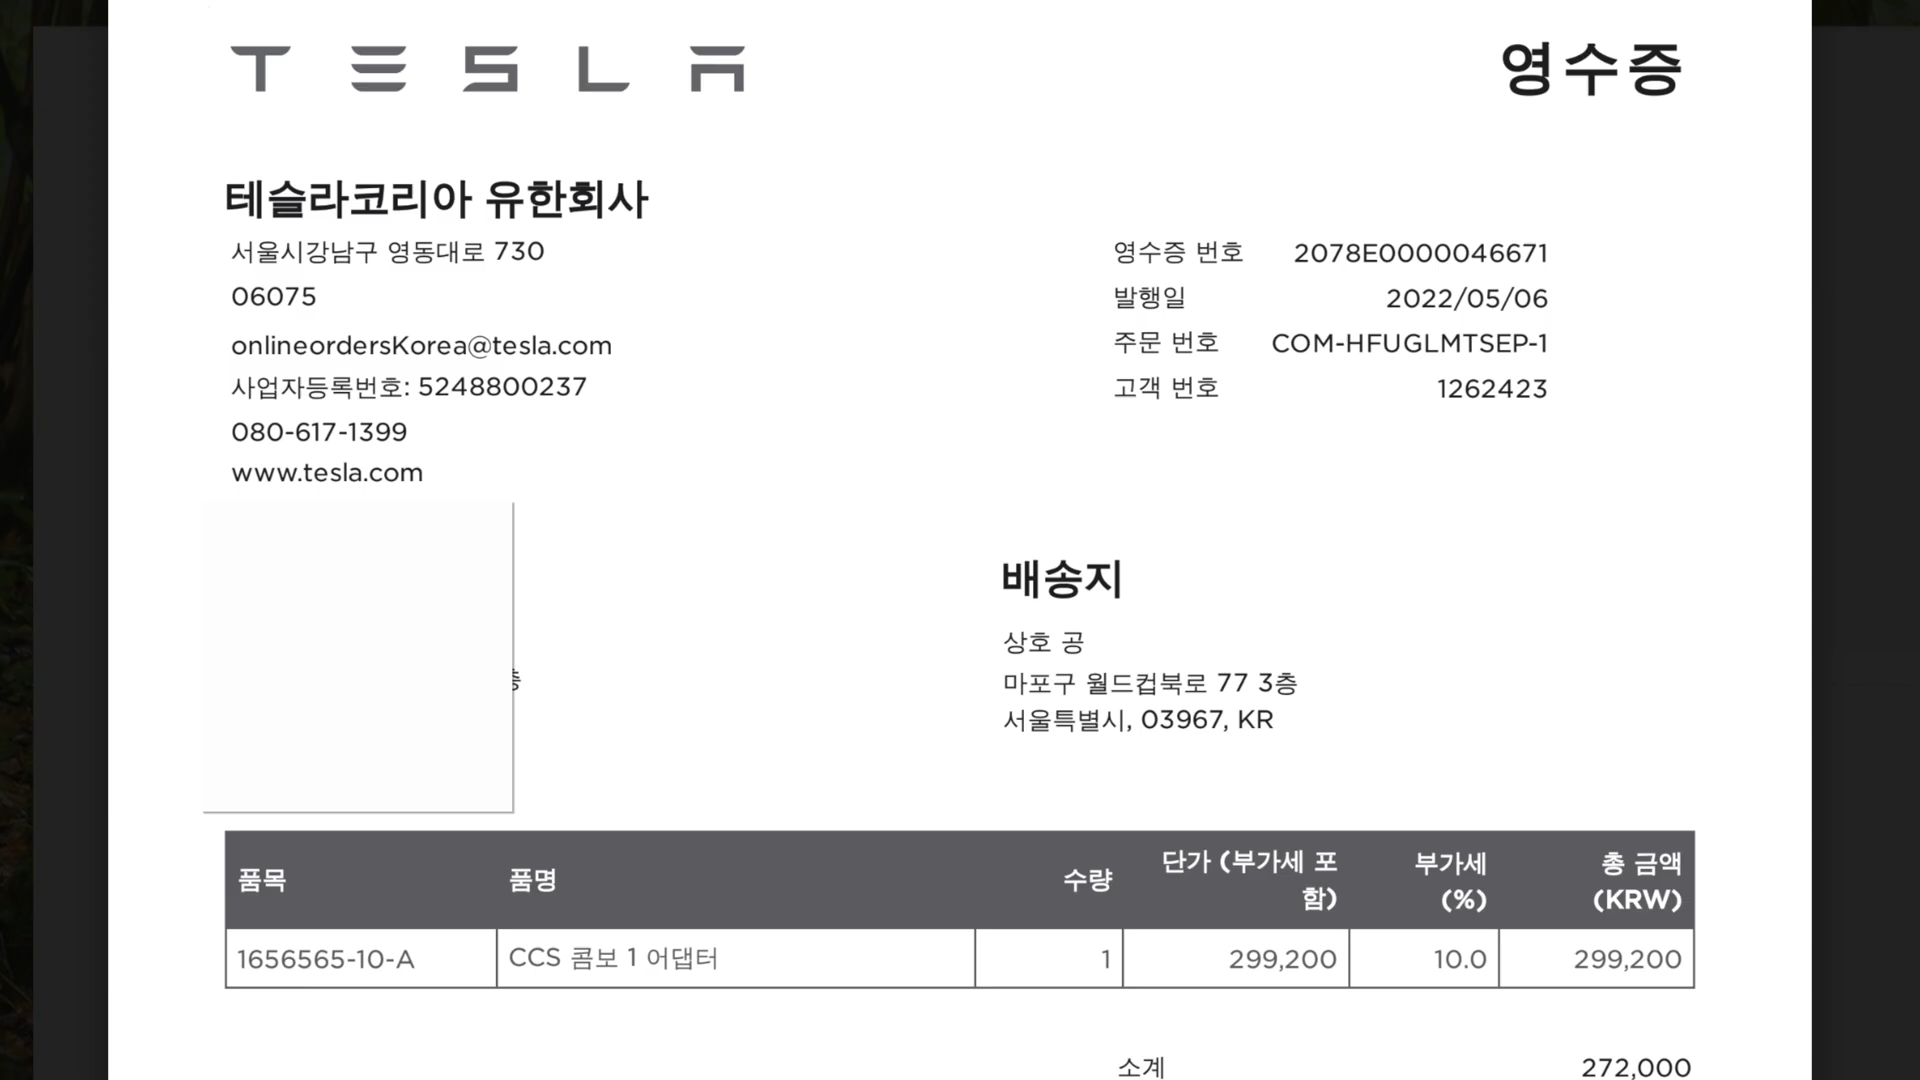 TESLA
영수증
테슬라코리아 유한회사
서울시강남구 영동대로 730
06075
onlineordersKorea@tesla.com
사업자등록번호: 5248800237
080-617-1399
www.tesla.com
영수증 번호 2078E0000046671
발행일 2022/05/06
주문 번호 COM-HFUGLMTSEP-1
고객 번호 1262423
배송지
상호 공
마포구 월드컵북로 77 3층
서울특별시, 03967, KR
품목 품명 수량 단가 (부가세 포함) 부가세 (%) 총 금액 (KRW)
1656565-10-A CCS 콤보 1 어댑터 1 299,200 10.0 299,200
소계 272,000